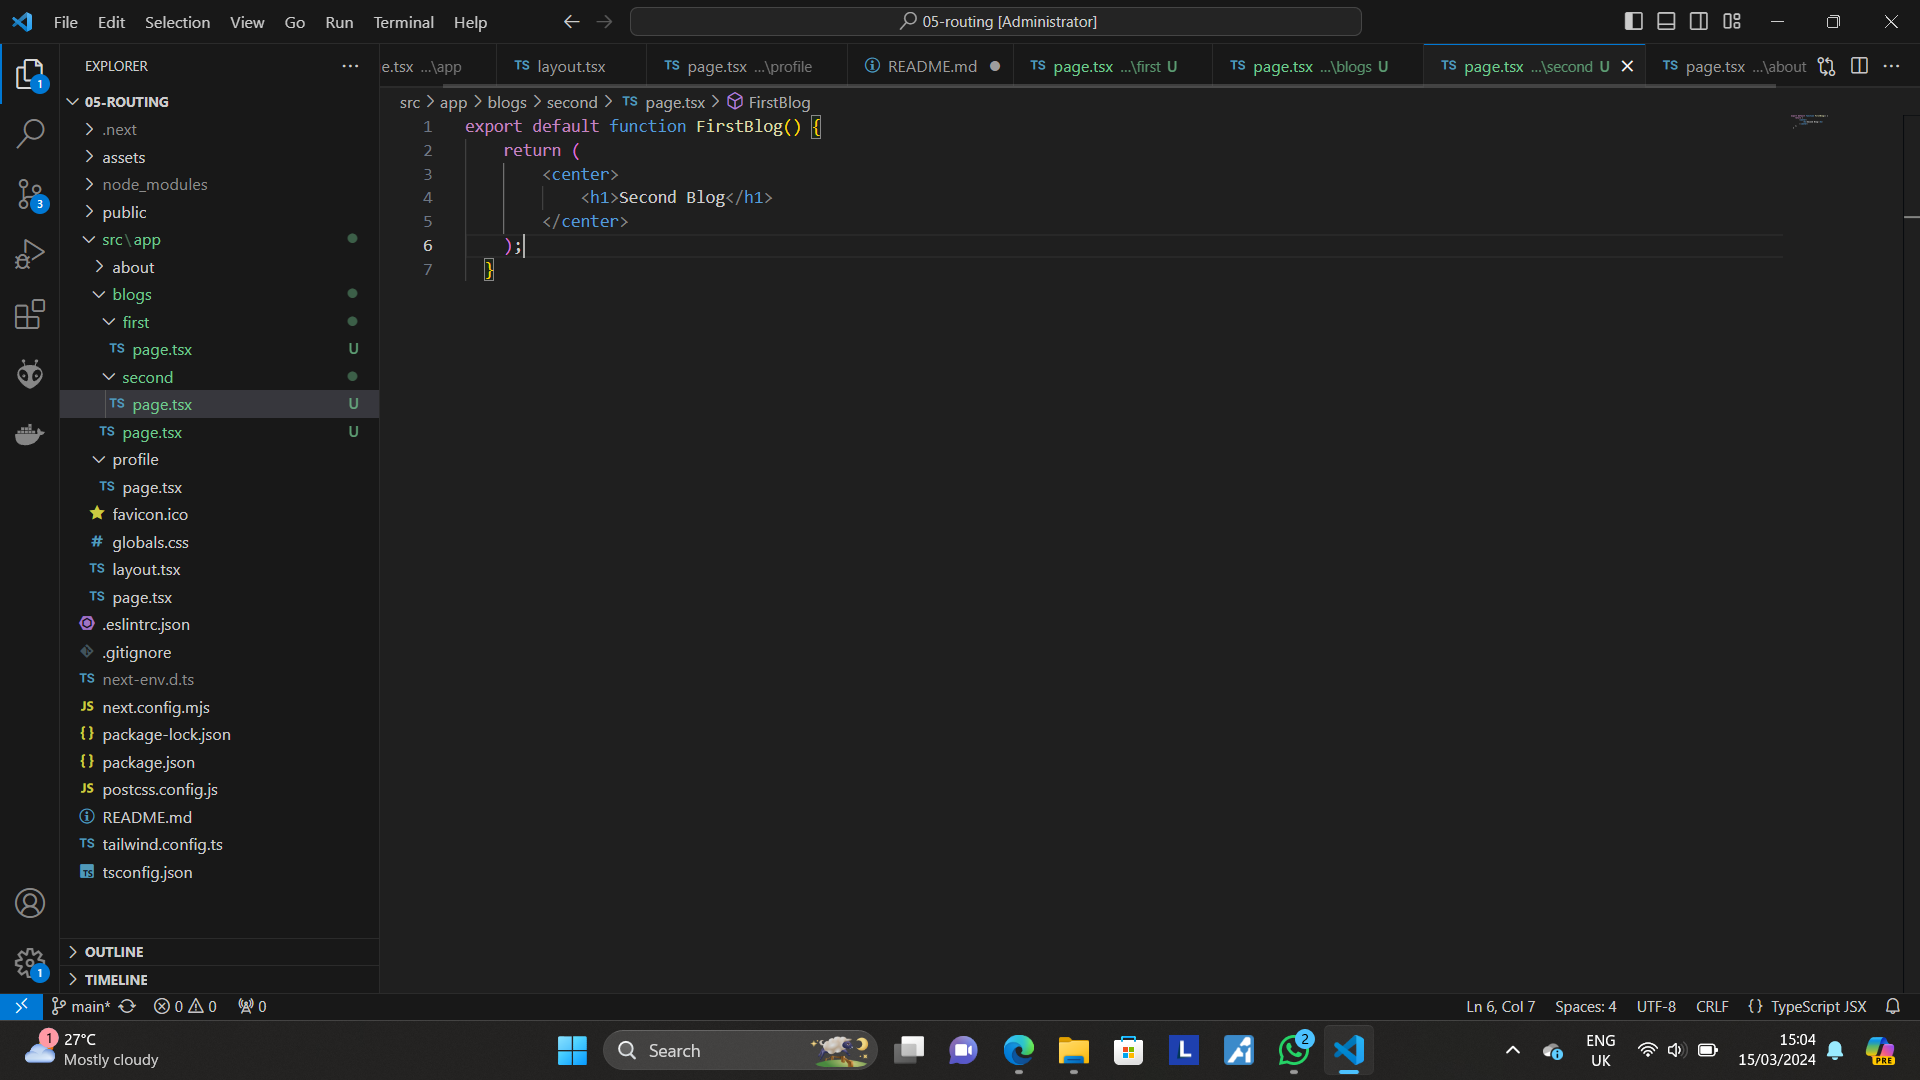 File Edit Selection View Go Run Terminal Help
05-routing [Administrator]
EXPLORER
e.tsx ...\app
TS layout.tsx
TS page.tsx ...\profile
README.md
TS page.tsx ...\first U
TS page.tsx ...\blogs U
TS page.tsx ...\second U
TS page.tsx ...\about
src > app > blogs > second > TS page.tsx > FirstBlog
05-ROUTING
.next
assets
node_modules
public
src\app
about
blogs
first
TS page.tsx U
second
TS page.tsx U
TS page.tsx U
profile
TS page.tsx
favicon.ico
# globals.css
TS layout.tsx
TS page.tsx
.eslintrc.json
.gitignore
TS next-env.d.ts
JS next.config.mjs
{} package-lock.json
{} package.json
JS postcss.config.js
README.md
TS tailwind.config.ts
TS tsconfig.json
OUTLINE
TIMELINE
1 export default function FirstBlog() {
2 return (
3 <center>
4 <h1>Second Blog</h1>
5 </center>
6 );
7 }
1
3
1
main* 0 0 0
Ln 6, Col 7 Spaces: 4 UTF-8 CRLF {} TypeScript JSX
1
27°C
Mostly cloudy
Search
L
2
ENG
UK
15:04
15/03/2024
PRE